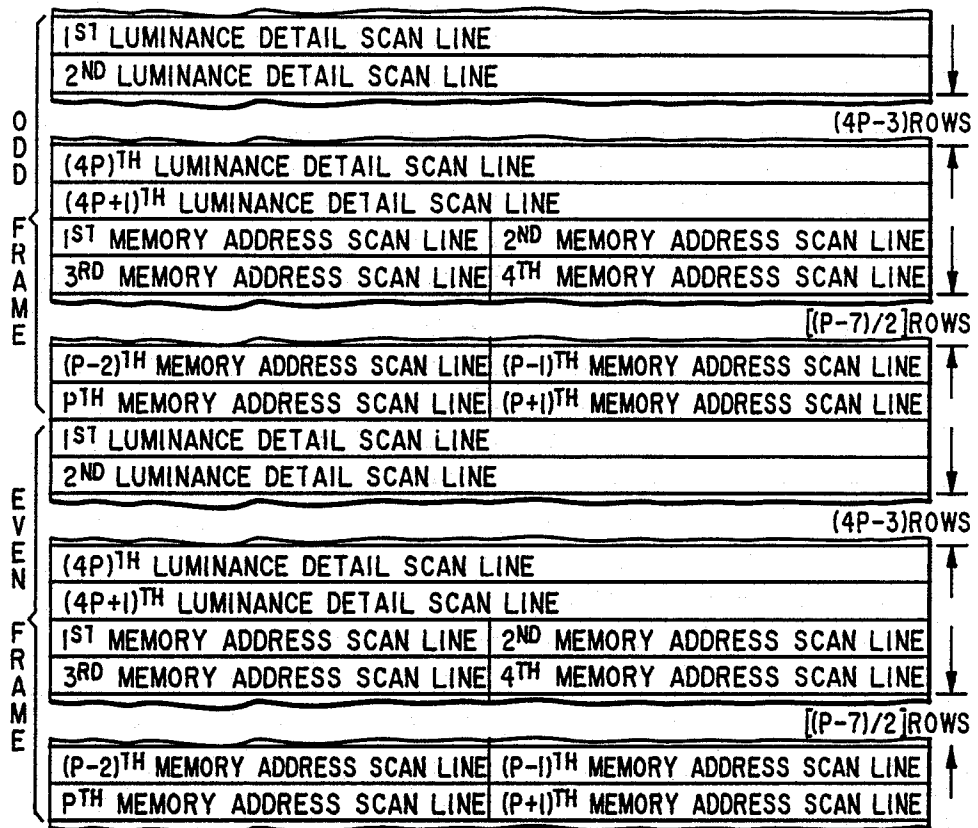 1ST LUMINANCE DETAIL SCAN LINE
2ND LUMINANCE DETAIL SCAN LINE
(4P-3)ROWS
(4P)TH LUMINANCE DETAIL SCAN LINE
(4P+1)TH LUMINANCE DETAIL SCAN LINE
1ST MEMORY ADDRESS SCAN LINE 2ND MEMORY ADDRESS SCAN LINE
3RD MEMORY ADDRESS SCAN LINE 4TH MEMORY ADDRESS SCAN LINE
[(P-7)/2]ROWS
(P-2)TH MEMORY ADDRESS SCAN LINE (P-1)TH MEMORY ADDRESS SCAN LINE
PTH MEMORY ADDRESS SCAN LINE (P+1)TH MEMORY ADDRESS SCAN LINE
ODD FRAME
1ST LUMINANCE DETAIL SCAN LINE
2ND LUMINANCE DETAIL SCAN LINE
(4P-3)ROWS
(4P)TH LUMINANCE DETAIL SCAN LINE
(4P+1)TH LUMINANCE DETAIL SCAN LINE
1ST MEMORY ADDRESS SCAN LINE 2ND MEMORY ADDRESS SCAN LINE
3RD MEMORY ADDRESS SCAN LINE 4TH MEMORY ADDRESS SCAN LINE
[(P-7)/2]ROWS
(P-2)TH MEMORY ADDRESS SCAN LINE (P-1)TH MEMORY ADDRESS SCAN LINE
PTH MEMORY ADDRESS SCAN LINE (P+1)TH MEMORY ADDRESS SCAN LINE
EVEN FRAME